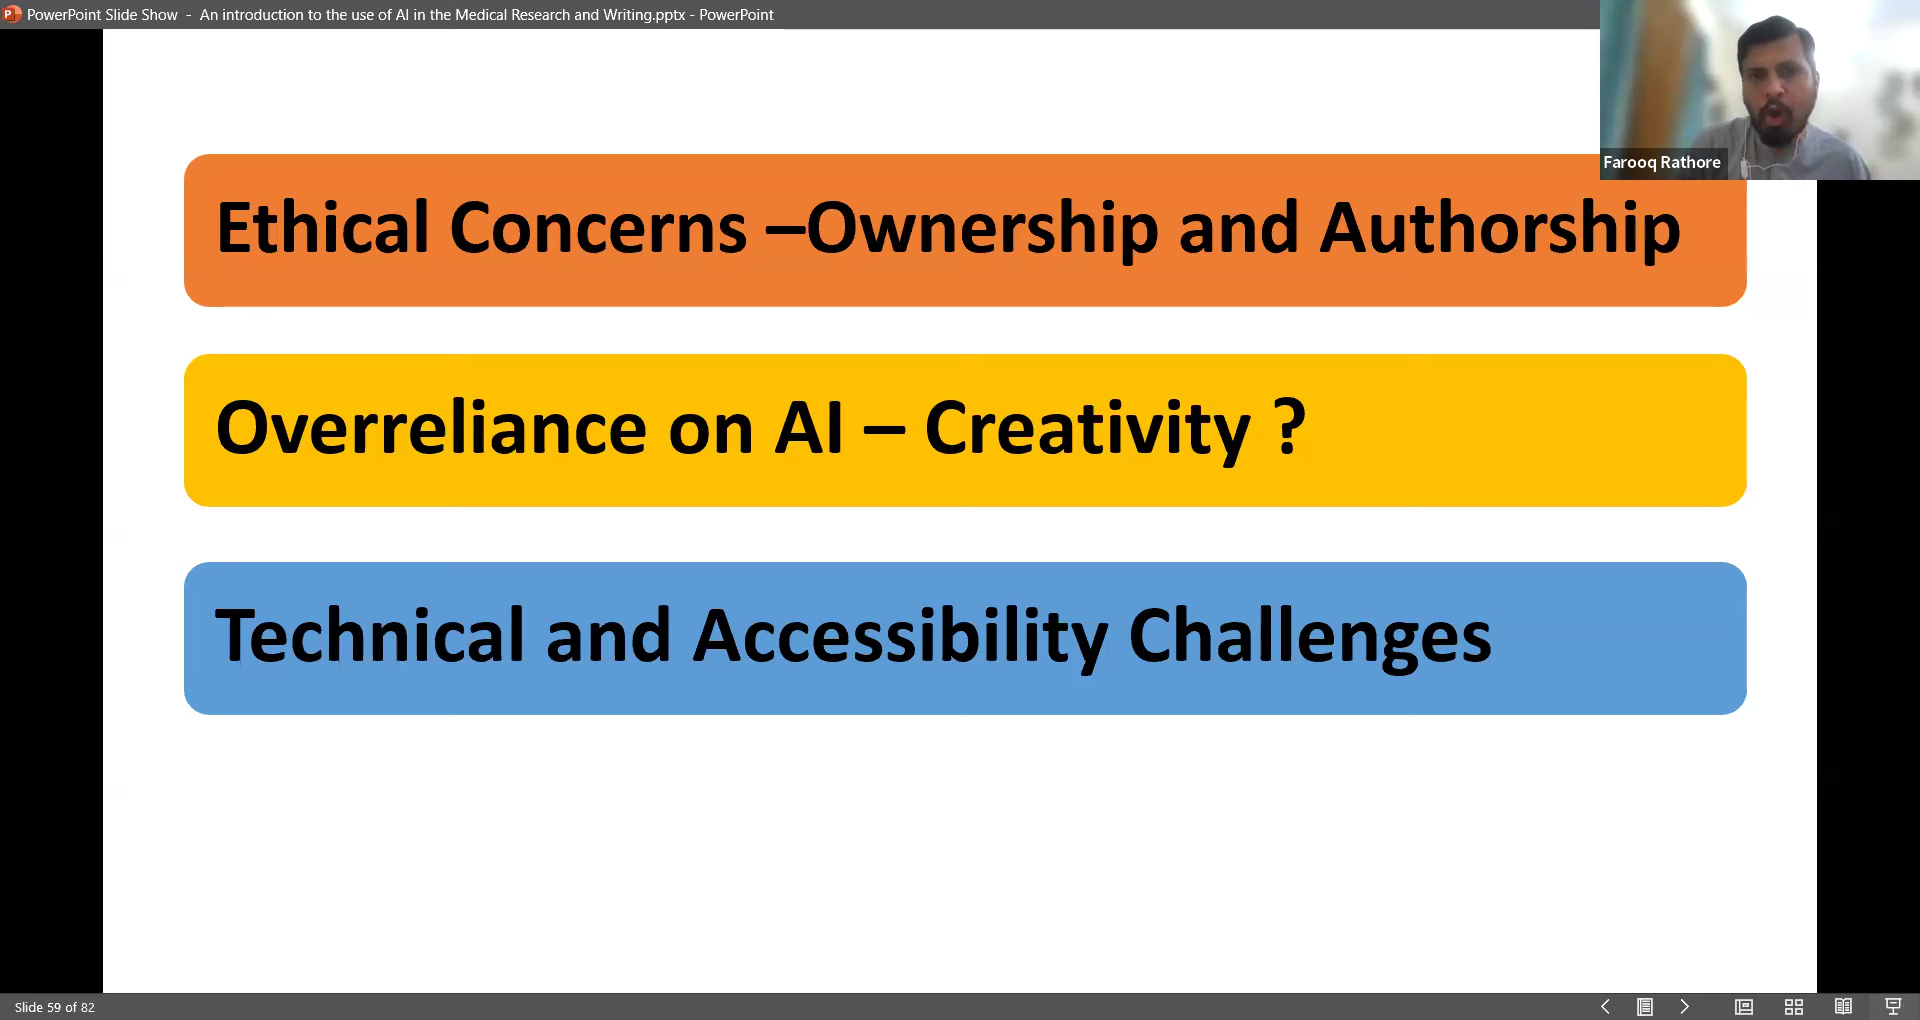 PowerPoint Slide Show - An introduction to the use of AI in the Medical Research and Writing.pptx - PowerPoint
Farooq Rathore
Ethical Concerns –Ownership and Authorship
Overreliance on AI – Creativity ?
Technical and Accessibility Challenges
Slide 59 of 82